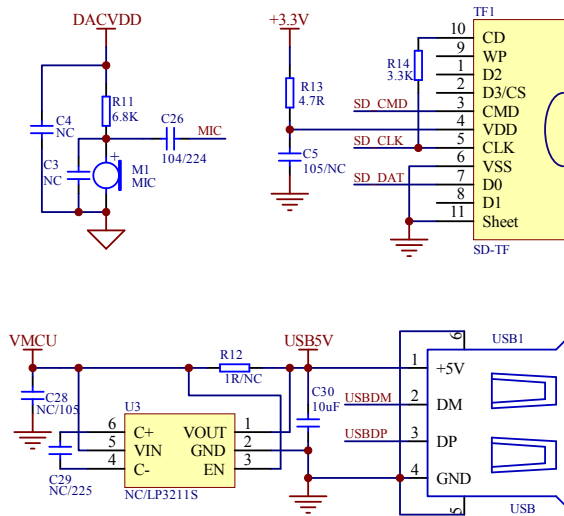 DACVDD
R11
6.8K
C4
NC
C26
104/224
MIC
C3
NC
+
M1
MIC
+3.3V
R13
4.7R
R14
3.3K
SD_CMD
SD_CLK
C5
105/NC
SD_DAT
TF1
10 CD
9 WP
1 D2
2 D3/CS
3 CMD
4 VDD
5 CLK
6 VSS
7 D0
8 D1
11 Sheet
SD-TF
VMCU
C28
NC/105
R12
1R/NC
USB5V
C30
10uF
U3
6 C+ VOUT 1
5 VIN GND 2
4 C- EN 3
NC/LP3211S
C29
NC/225
USBDM
USBDP
USB1
6
1 +5V
2 DM
3 DP
4 GND
5
USB